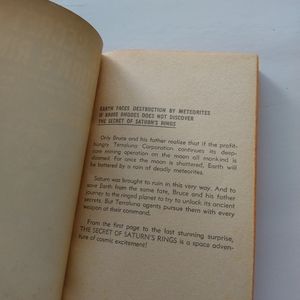 EARTH FACES DESTRUCTION BY METEORITES
IF BRUCE RHODES DOES NOT DISCOVER
THE SECRET OF SATURN'S RINGS
Only Bruce and his father realize that if the profit-
hungry Terraluna Corporation continues its deep-
core mining operation on the moon all mankind is
doomed. For once the moon is shattered, Earth will
be battered by a rain of deadly meteorites.
Saturn was brought to ruin in this very way. And to
save Earth from the same fate, Bruce and his father
journey to the ringed planet to try to unlock its ancient
secret. But Terraluna agents pursue them with every
weapon at their command.
From the first page to the last stunning surprise,
THE SECRET OF SATURN'S RINGS is a space adven-
ture of cosmic excitement!